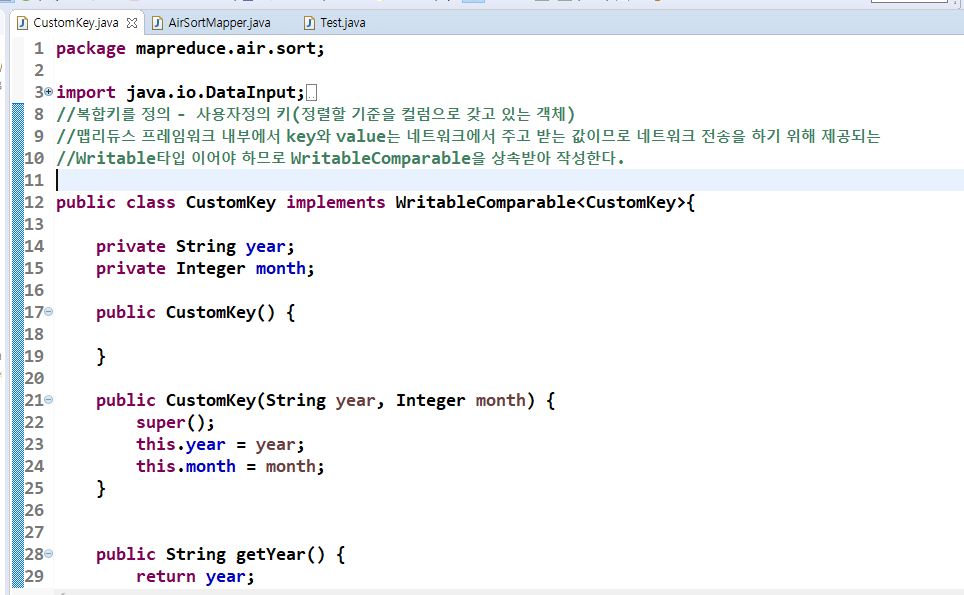 CustomKey.java
AirSortMapper.java
Test.java
1 package mapreduce.air.sort;
2
3 import java.io.DataInput;
8 //복합키를 정의 - 사용자정의 키(정렬할 기준을 컬럼으로 갖고 있는 객체)
9 //맵리듀스 프레임워크 내부에서 key와 value는 네트워크에서 주고 받는 값이므로 네트워크 전송을 하기 위해 제공되는
10 //Writable타입 이어야 하므로 WritableComparable을 상속받아 작성한다.
11
12 public class CustomKey implements WritableComparable<CustomKey>{
13
14     private String year;
15     private Integer month;
16
17     public CustomKey() {
18
19     }
20
21     public CustomKey(String year, Integer month) {
22         super();
23         this.year = year;
24         this.month = month;
25     }
26
27
28     public String getYear() {
29         return year;